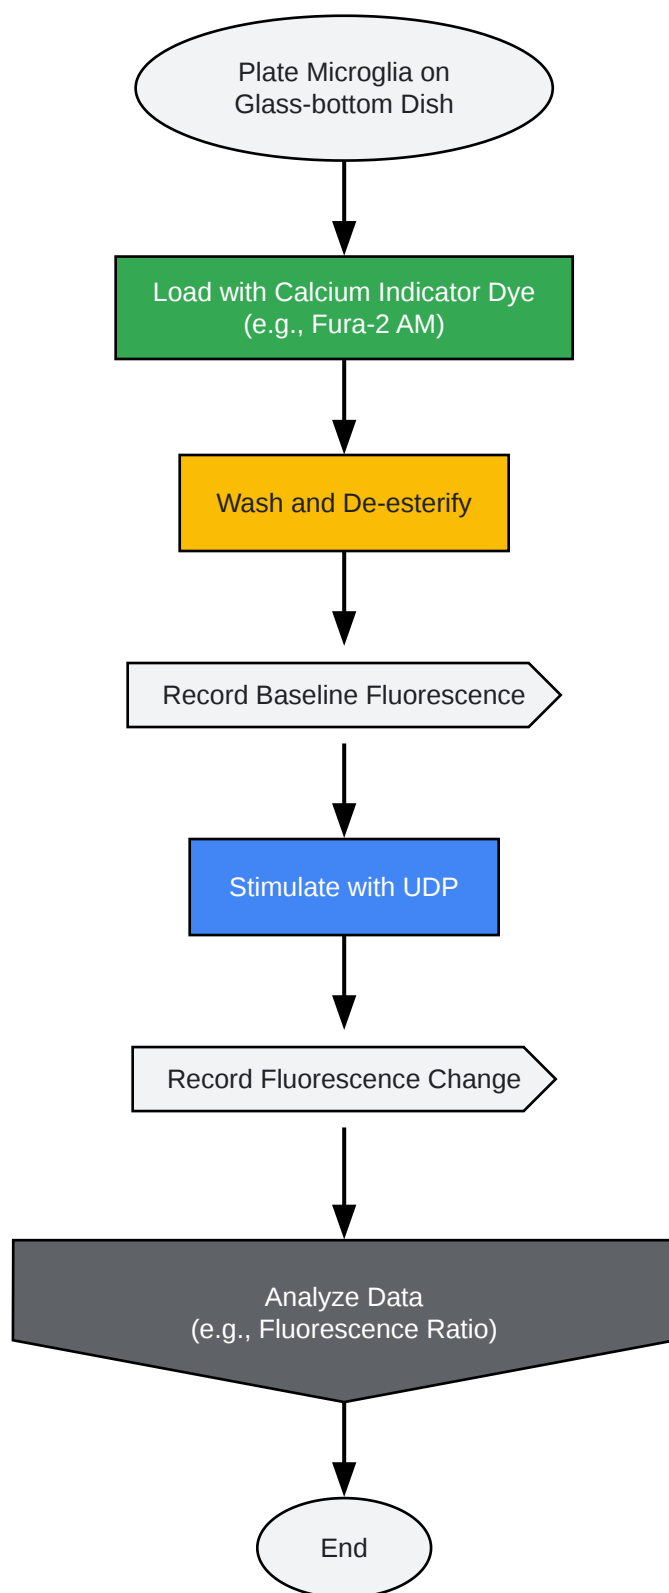 Plate Microglia on
Glass-bottom Dish
Load with Calcium Indicator Dye
(e.g., Fura-2 AM)
Wash and De-esterify
Record Baseline Fluorescence
Stimulate with UDP
Record Fluorescence Change
Analyze Data
(e.g., Fluorescence Ratio)
End